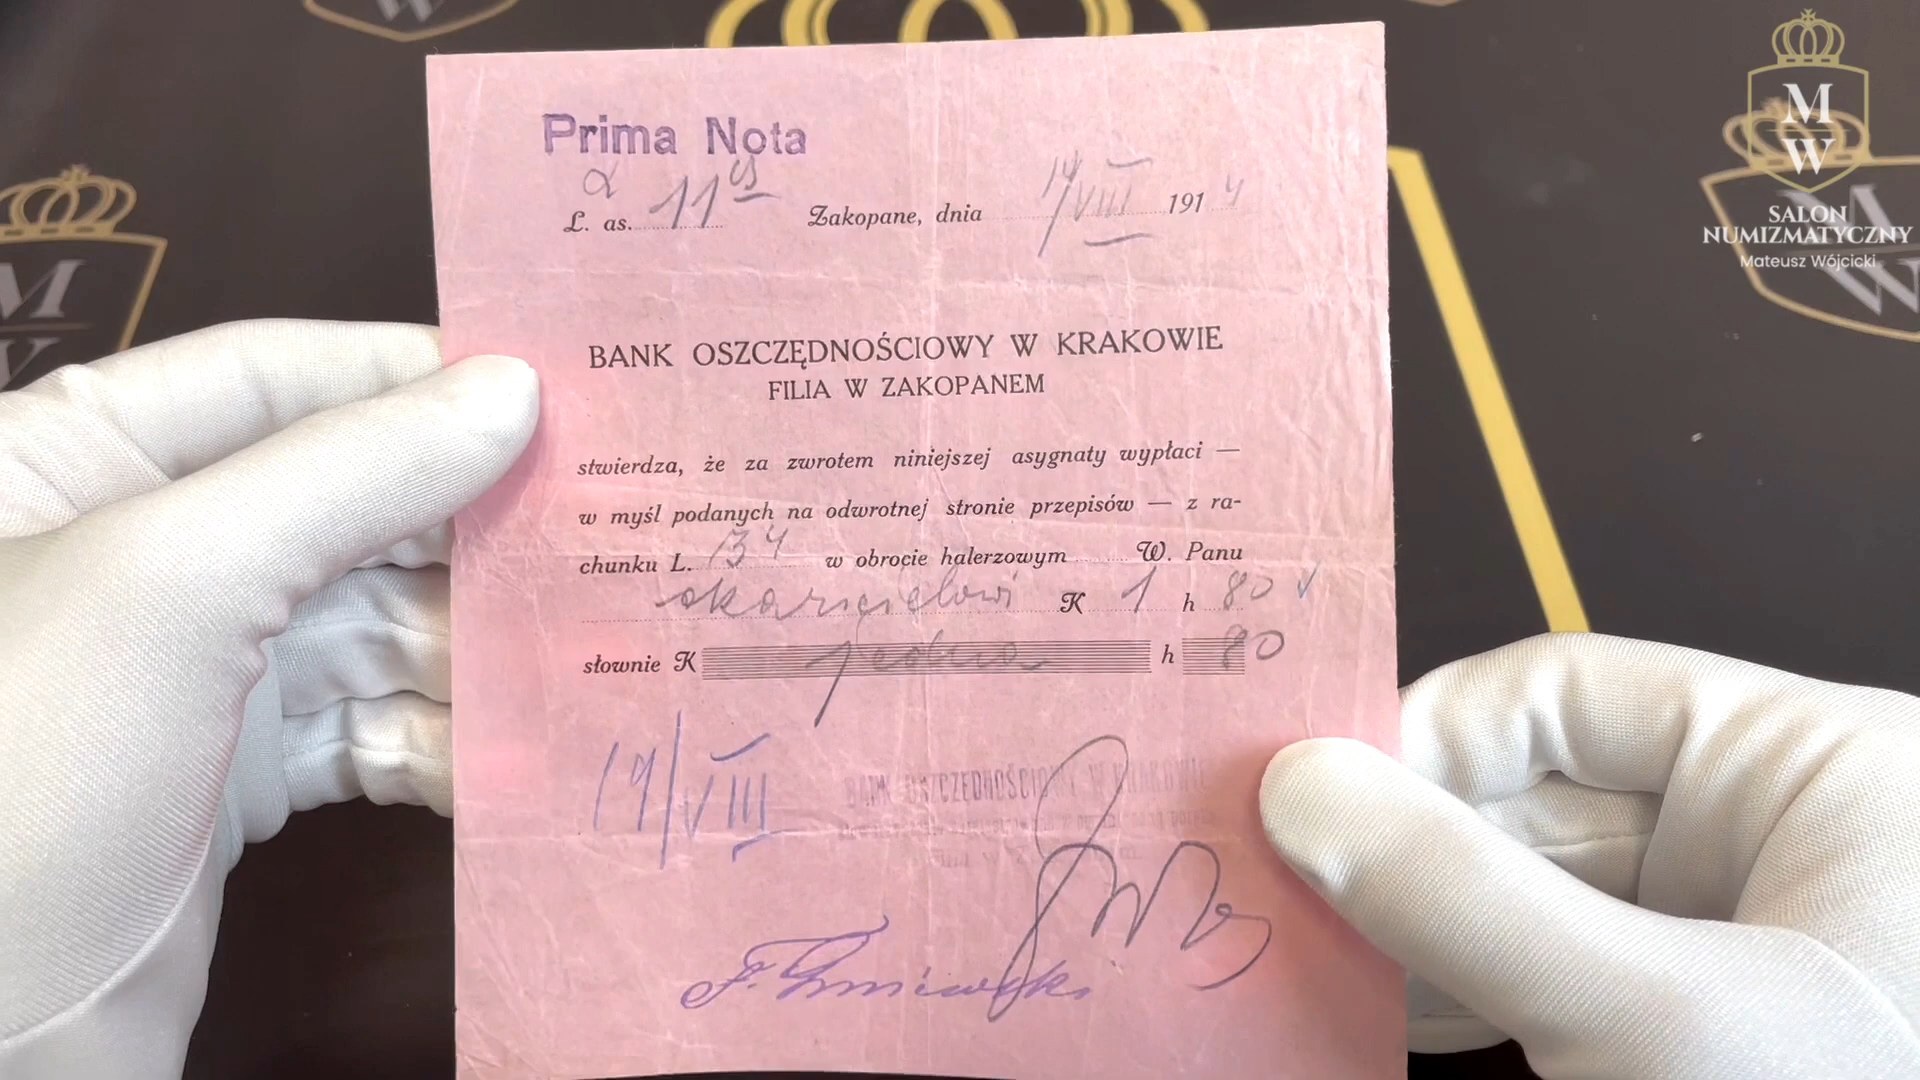 Prima Nota
L. as. 11 Zakopane, dnia 14/VIII 1914
BANK OSZCZĘDNOŚCIOWY W KRAKOWIE
FILIA W ZAKOPANEM
stwierdza, że za zwrotem niniejszej asygnaty wypłaci —
w myśl podanych na odwrotnej stronie przepisów — z ra-
chunku L. 34 w obrocie halerzowym W. Panu
okazicielowi K 1 h 80
słownie K jedna h 80
19/VIII
BANK OSZCZĘDNOŚCIOWY W KRAKOWIE
M
W
SALON
NUMIZMATYCZNY
Mateusz Wójcicki
M
W